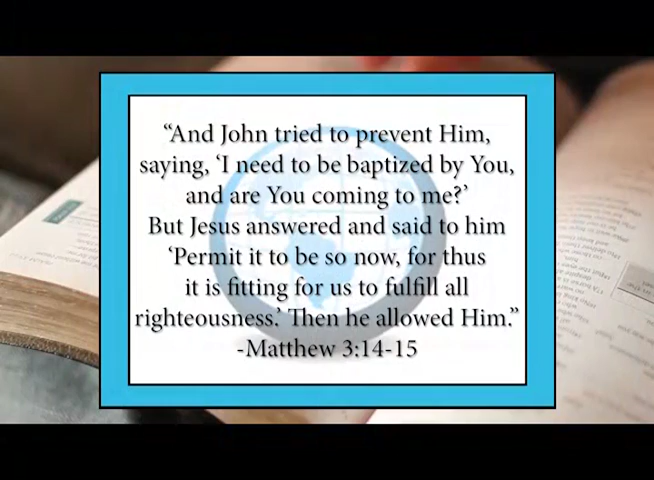 “And John tried to prevent Him,
saying, ‘I need to be baptized by You,
and are You coming to me?’
But Jesus answered and said to him
‘Permit it to be so now, for thus
it is fitting for us to fulfill all
righteousness.’ Then he allowed Him.”
-Matthew 3:14-15